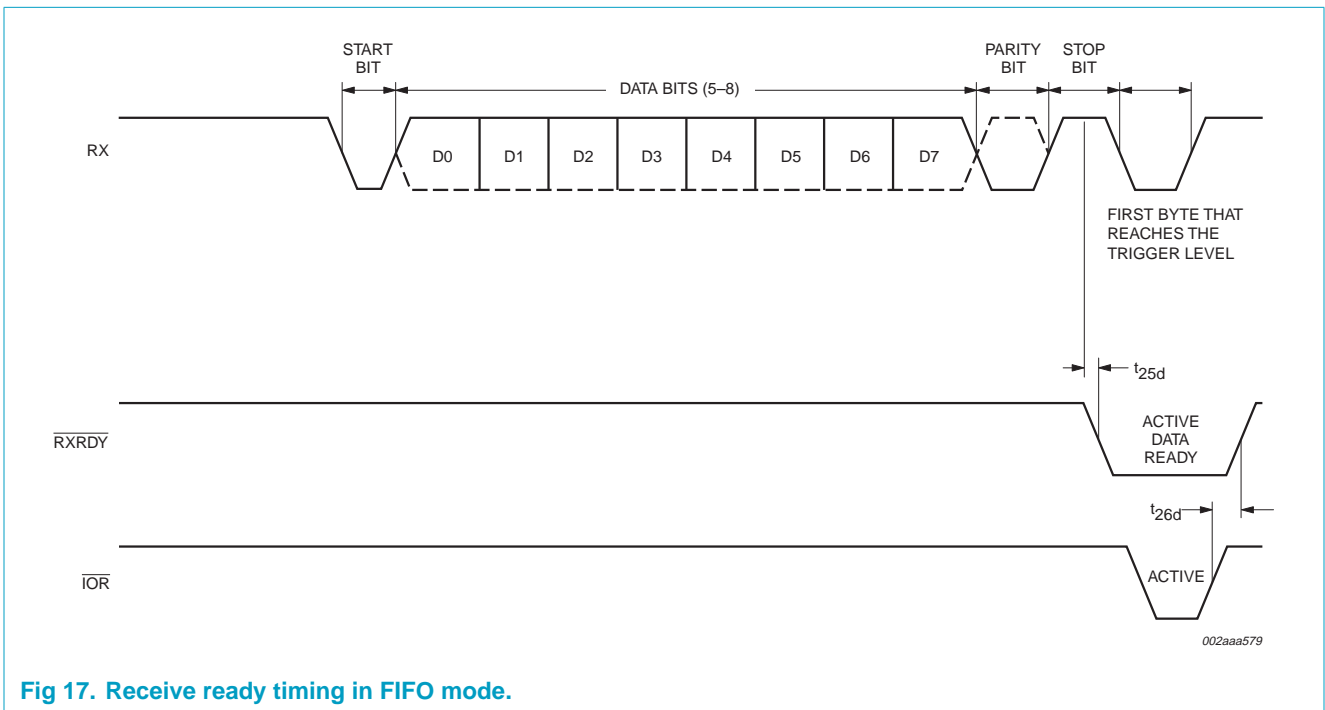 START
BIT
DATA BITS (5–8)
PARITY
BIT
STOP
BIT
RX
D0
D1
D2
D3
D4
D5
D6
D7
FIRST BYTE THAT
REACHES THE
TRIGGER LEVEL
t25d
RXRDY
ACTIVE
DATA
READY
t26d
IOR
ACTIVE
002aaa579
Fig 17. Receive ready timing in FIFO mode.